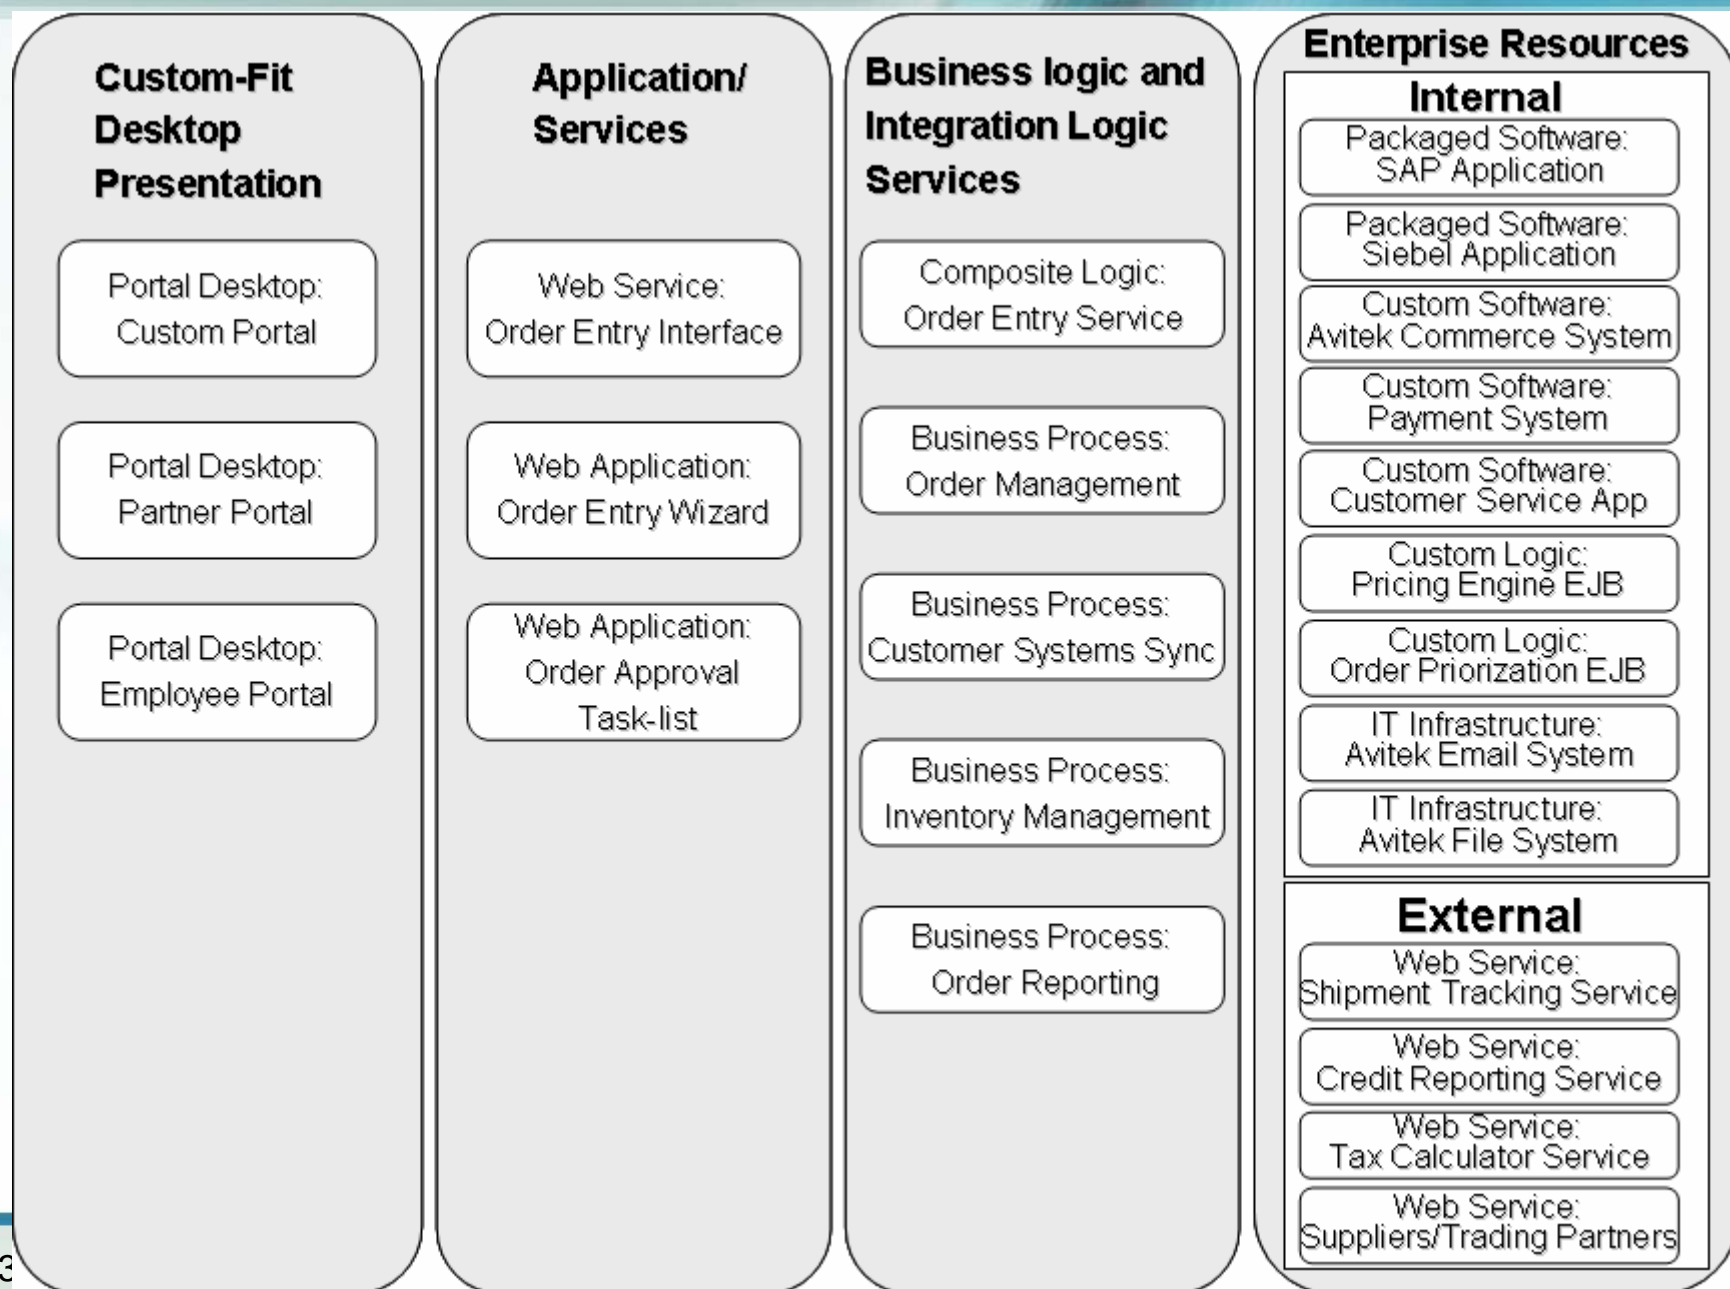 Custom-Fit
Desktop
Presentation
Portal Desktop:
Custom Portal
Portal Desktop:
Partner Portal
Portal Desktop:
Employee Portal
Application/
Services
Web Service:
Order Entry Interface
Web Application:
Order Entry Wizard
Web Application:
Order Approval
Task-list
Business logic and
Integration Logic
Services
Composite Logic:
Order Entry Service
Business Process:
Order Management
Business Process:
Customer Systems Sync
Business Process:
Inventory Management
Business Process:
Order Reporting
Enterprise Resources
Internal
Packaged Software:
SAP Application
Packaged Software:
Siebel Application
Custom Software:
Avitek Commerce System
Custom Software:
Payment System
Custom Software:
Customer Service App
Custom Logic:
Pricing Engine EJB
Custom Logic:
Order Priorization EJB
IT Infrastructure:
Avitek Email System
IT Infrastructure:
Avitek File System
External
Web Service:
Shipment Tracking Service
Web Service:
Credit Reporting Service
Web Service:
Tax Calculator Service
Web Service:
Suppliers/Trading Partners